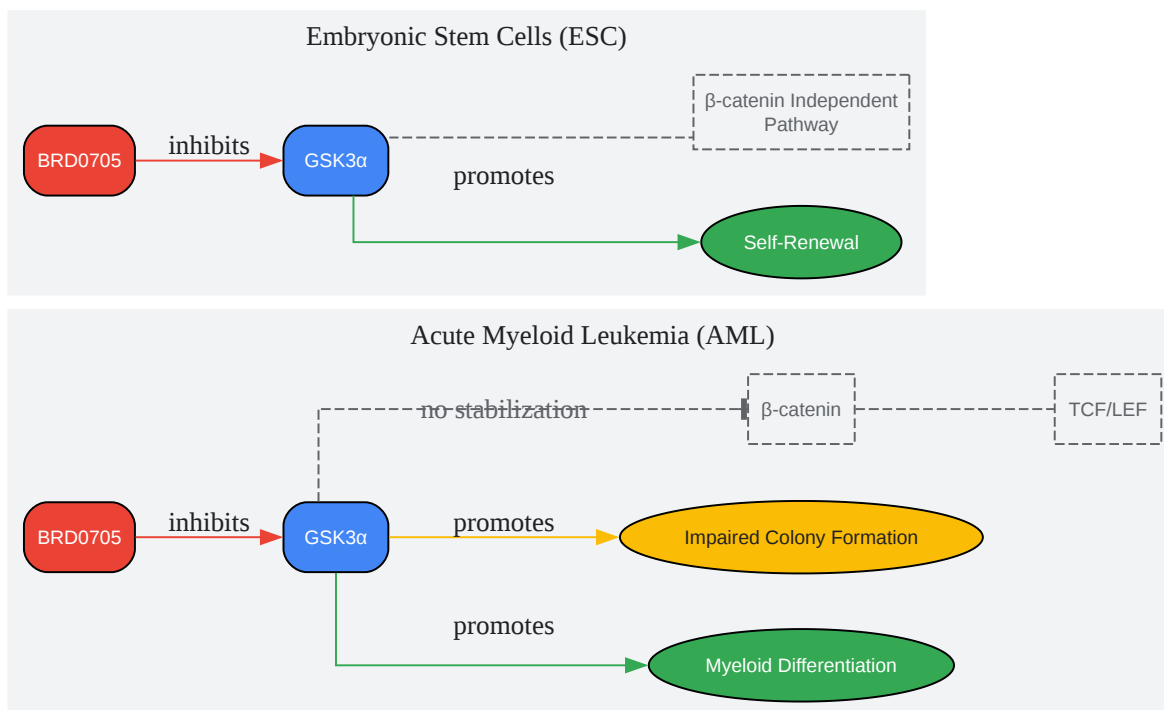 Embryonic Stem Cells (ESC)
β-catenin Independent
Pathway
BRD0705
inhibits
GSK3α
promotes
Self-Renewal
Acute Myeloid Leukemia (AML)
no stabilization
β-catenin
TCF/LEF
BRD0705
inhibits
GSK3α
promotes
Impaired Colony Formation
promotes
Myeloid Differentiation